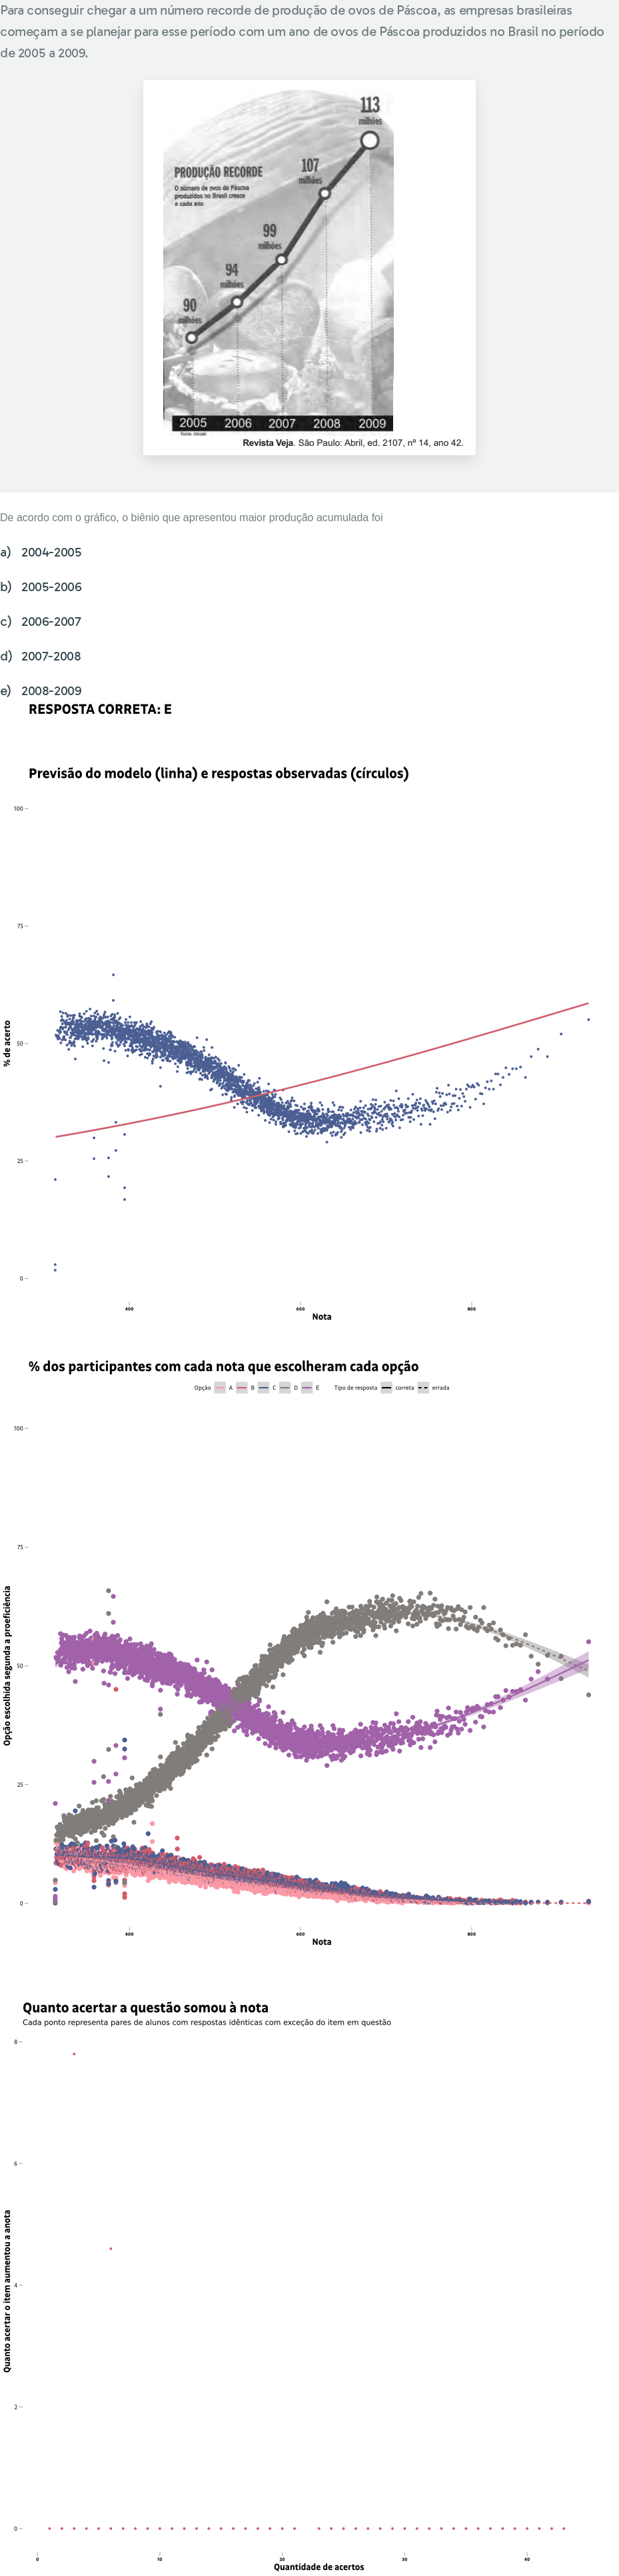 Para conseguir chegar a um número recorde de produção de ovos de Páscoa, as empresas brasileiras
começam a se planejar para esse período com um ano de ovos de Páscoa produzidos no Brasil no período
de 2005 a 2009.
113
milhões
PRODUÇÃO RECORDE
O número de ovos de Páscoa
produzidos no Brasil cresce
a cada ano
107
milhões
99
milhões
94
milhões
90
milhões
2005 2006 2007 2008 2009
Revista Veja. São Paulo: Abril, ed. 2107, nº 14, ano 42.
De acordo com o gráfico, o biênio que apresentou maior produção acumulada foi
a) 2004-2005
b) 2005-2006
c) 2006-2007
d) 2007-2008
e) 2008-2009
RESPOSTA CORRETA: E
Previsão do modelo (linha) e respostas observadas (círculos)
100
75
50
25
0
% de acerto
400 600 800
Nota
% dos participantes com cada nota que escolheram cada opção
Opção A B C D E Tipo de resposta correta errada
100
75
50
25
0
Opção escolhida segunda a proeficiência
400 600 800
Nota
Quanto acertar a questão somou à nota
Cada ponto representa pares de alunos com respostas idênticas com exceção do item em questão
8
6
4
2
0
Quanto acertar o item aumentou a anota
0 10 20 30 40
Quantidade de acertos